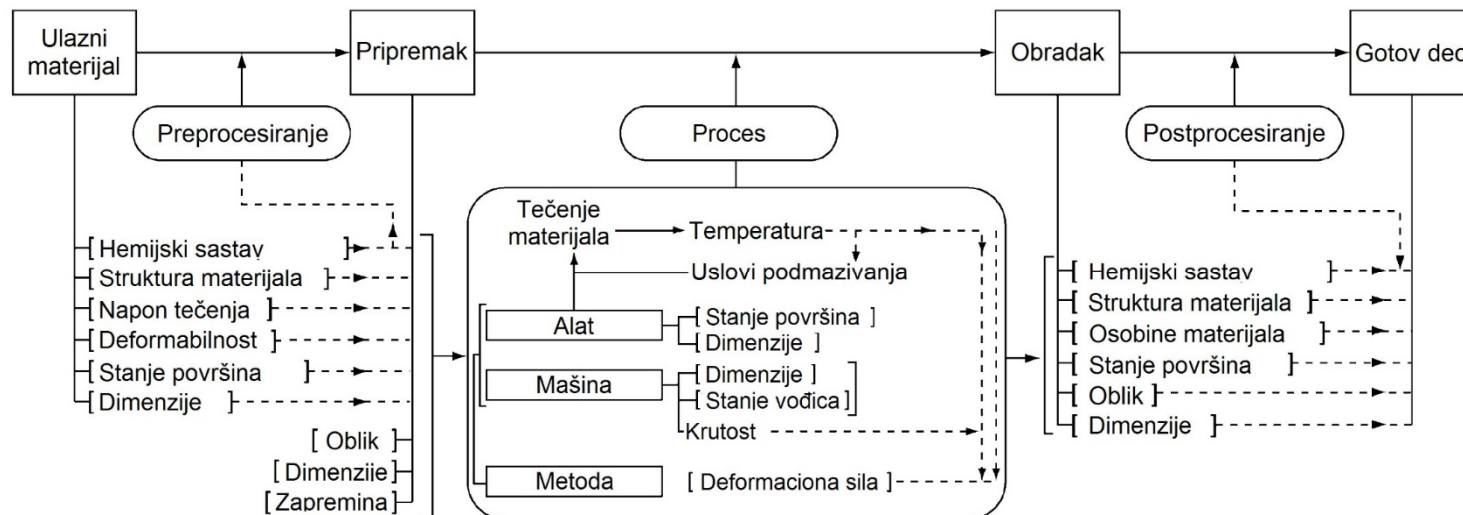 Ulazni
materijal
Pripremak
Obradak
Gotov deo
Preprocesiranje
Proces
Postprocesiranje
[ Hemijski sastav ]
[ Struktura materijala ]
[ Napon tečenja ]
[ Deformabilnost ]
[ Stanje površina ]
[ Dimenzije ]
[ Oblik ]
[ Dimenzije ]
[ Zapremina ]
Tečenje
materijala
Temperatura
Uslovi podmazivanja
Alat
[ Stanje površina ]
[ Dimenzije ]
Mašina
[ Dimenzije ]
[ Stanje vođica ]
Krutost
Metoda
[ Deformaciona sila ]
[ Hemijski sastav ]
[ Struktura materijala ]
[ Osobine materijala ]
[ Stanje površina ]
[ Oblik ]
[ Dimenzije ]